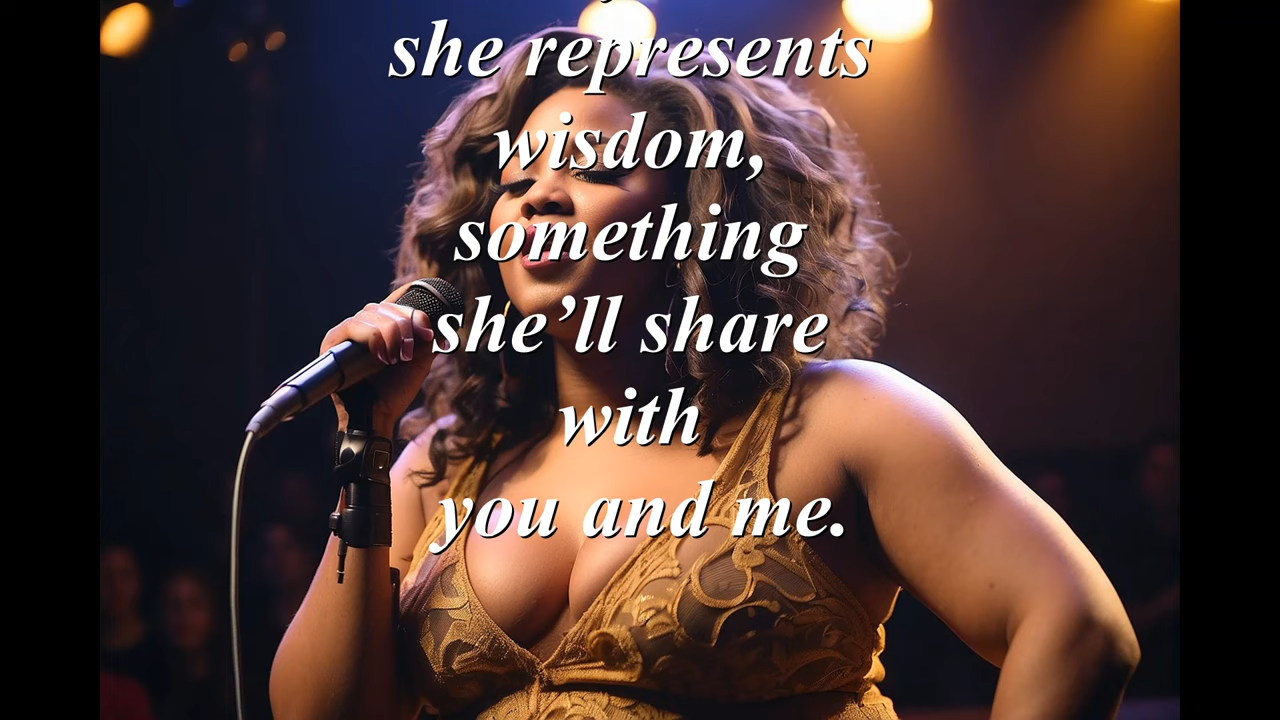 she represents
wisdom,
something
she’ll share
with
you and me.